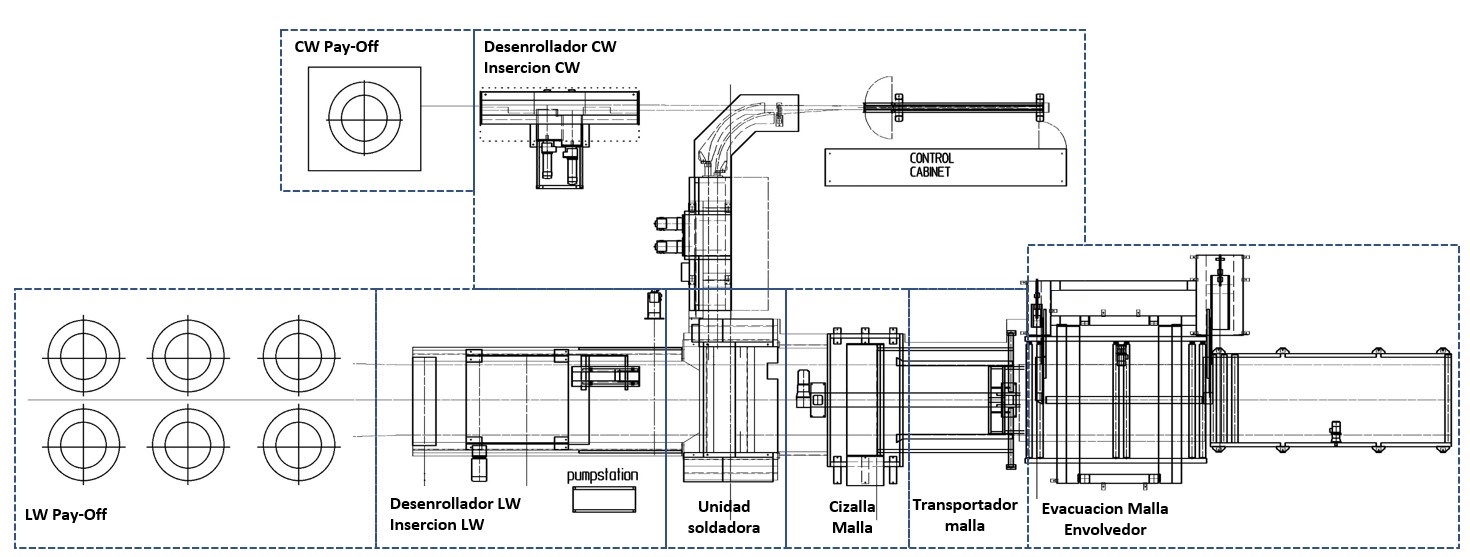 CW Pay-Off
Desenrollador CW
Insercion CW
CONTROL
CABINET
pumpstation
LW Pay-Off
Desenrollador LW
Insercion LW
Unidad
soldadora
Cizalla
Malla
Transportador
malla
Evacuacion Malla
Envolvedor